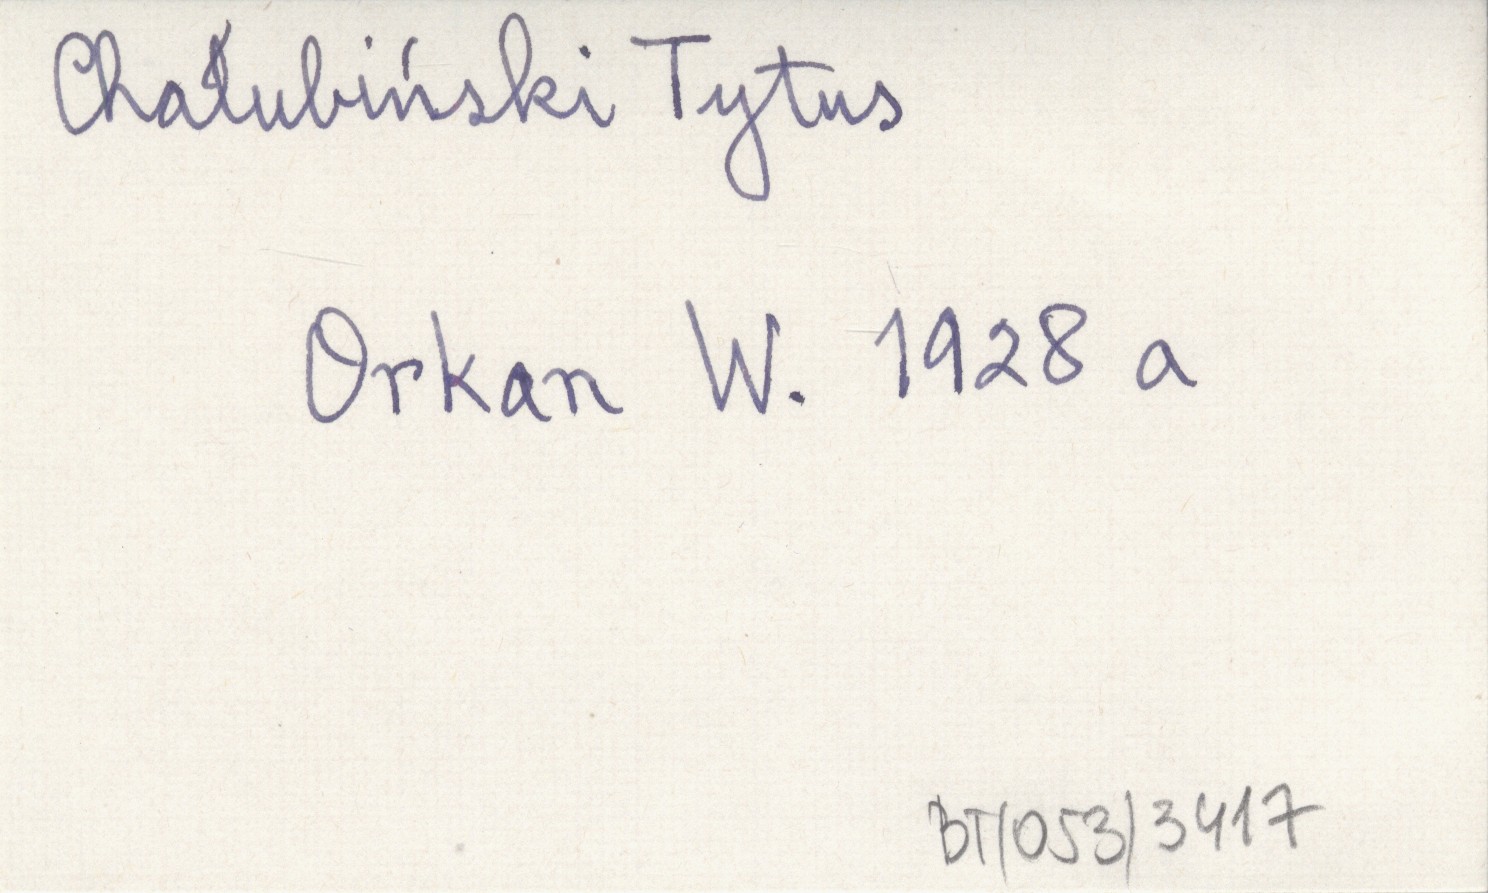 Chałubiński Tytus
Orkan W. 1928 a
BT/053/3417